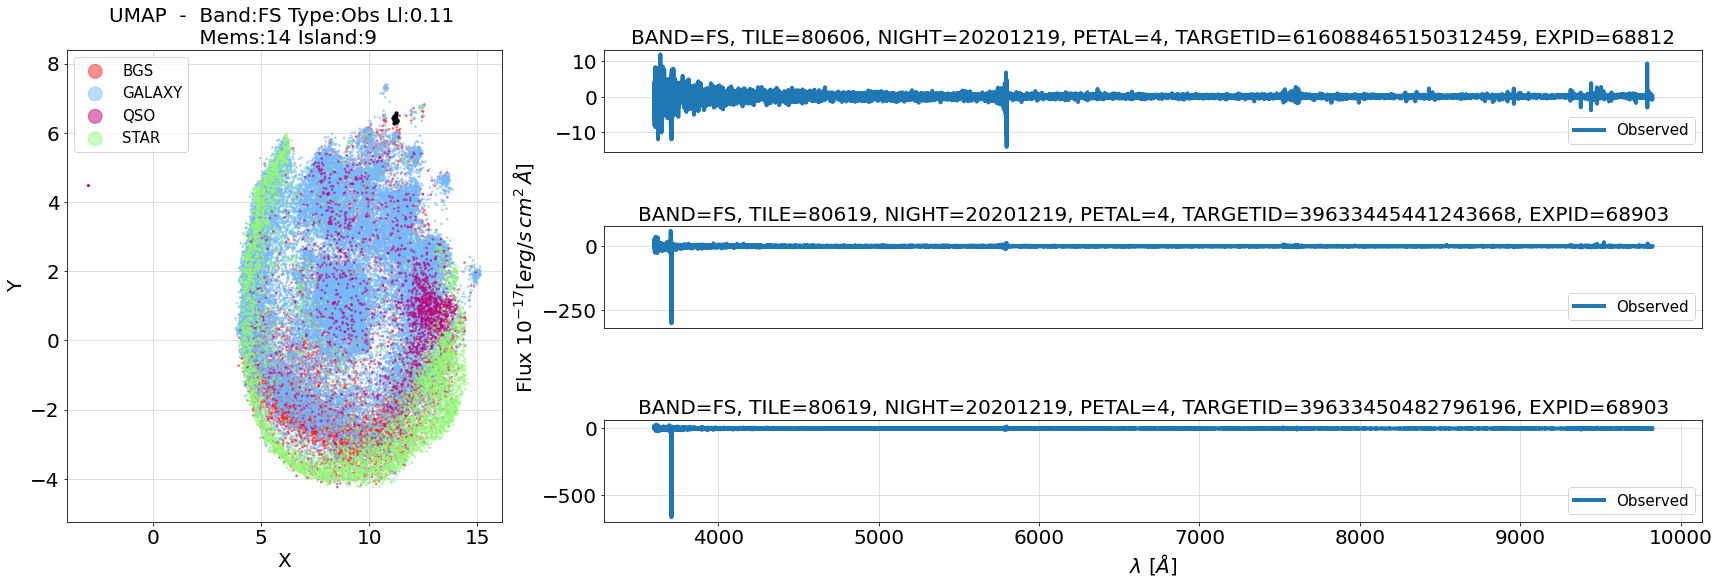 UMAP  -  Band:FS Type:Obs Ll:0.11
Mems:14 Island:9
BGS
GALAXY
QSO
STAR
8
6
4
2
0
−2
−4
0
5
10
15
X
Y
Flux 10^{-17}[erg/s cm^2 Å]
BAND=FS, TILE=80606, NIGHT=20201219, PETAL=4, TARGETID=616088465150312459, EXPID=68812
10
0
−10
Observed
BAND=FS, TILE=80619, NIGHT=20201219, PETAL=4, TARGETID=39633445441243668, EXPID=68903
0
−250
Observed
BAND=FS, TILE=80619, NIGHT=20201219, PETAL=4, TARGETID=39633450482796196, EXPID=68903
0
−500
Observed
4000
5000
6000
7000
8000
9000
10000
λ [Å]